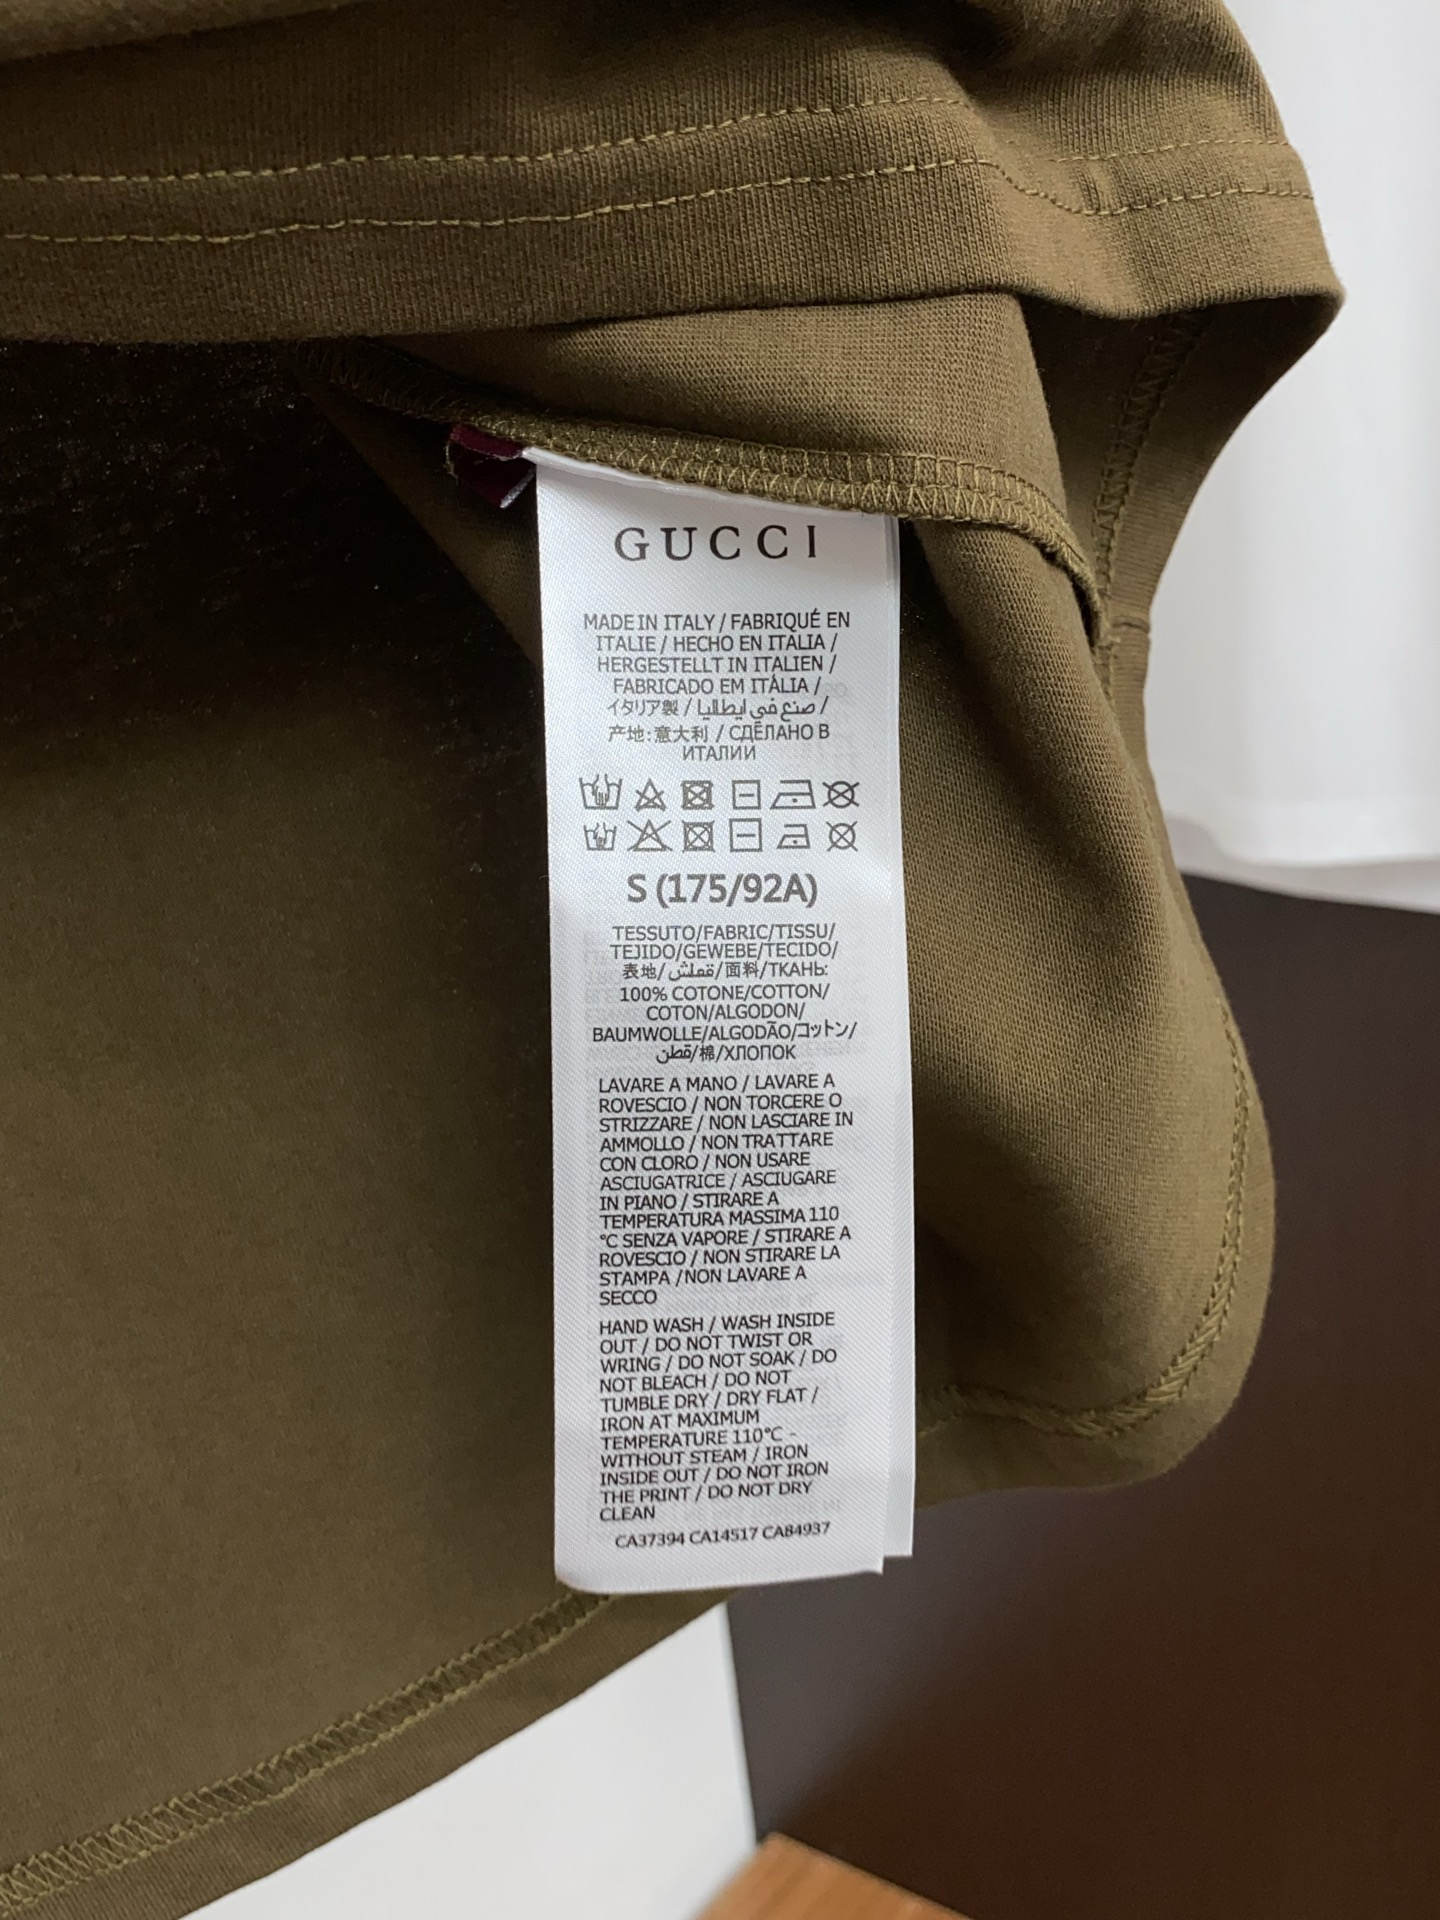 GUCCI
MADE IN ITALY / FABRIQUÉ EN
ITALIE / HECHO EN ITALIA /
HERGESTELLT IN ITALIEN /
FABRICADO EM ITÁLIA /
イタリア製 / صنع في ايطاليا /
产地:意大利 / СДЕЛАНО В
ИТАЛИИ
S (175/92A)
TESSUTO/FABRIC/TISSU/
TEJIDO/GEWEBE/TECIDO/
表地/قملش/面料/ТКАНЬ:
100% COTONE/COTTON/
COTON/ALGODON/
BAUMWOLLE/ALGODÃO/コットン/
قطن/棉/ХЛОПОК
LAVARE A MANO / LAVARE A
ROVESCIO / NON TORCERE O
STRIZZARE / NON LASCIARE IN
AMMOLLO / NON TRATTARE
CON CLORO / NON USARE
ASCIUGATRICE / ASCIUGARE
IN PIANO / STIRARE A
TEMPERATURA MASSIMA 110
°C SENZA VAPORE / STIRARE A
ROVESCIO / NON STIRARE LA
STAMPA /NON LAVARE A
SECCO
HAND WASH / WASH INSIDE
OUT / DO NOT TWIST OR
WRING / DO NOT SOAK / DO
NOT BLEACH / DO NOT
TUMBLE DRY / DRY FLAT /
IRON AT MAXIMUM
TEMPERATURE 110°C -
WITHOUT STEAM / IRON
INSIDE OUT / DO NOT IRON
THE PRINT / DO NOT DRY
CLEAN
CA37394 CA14517 CA84937